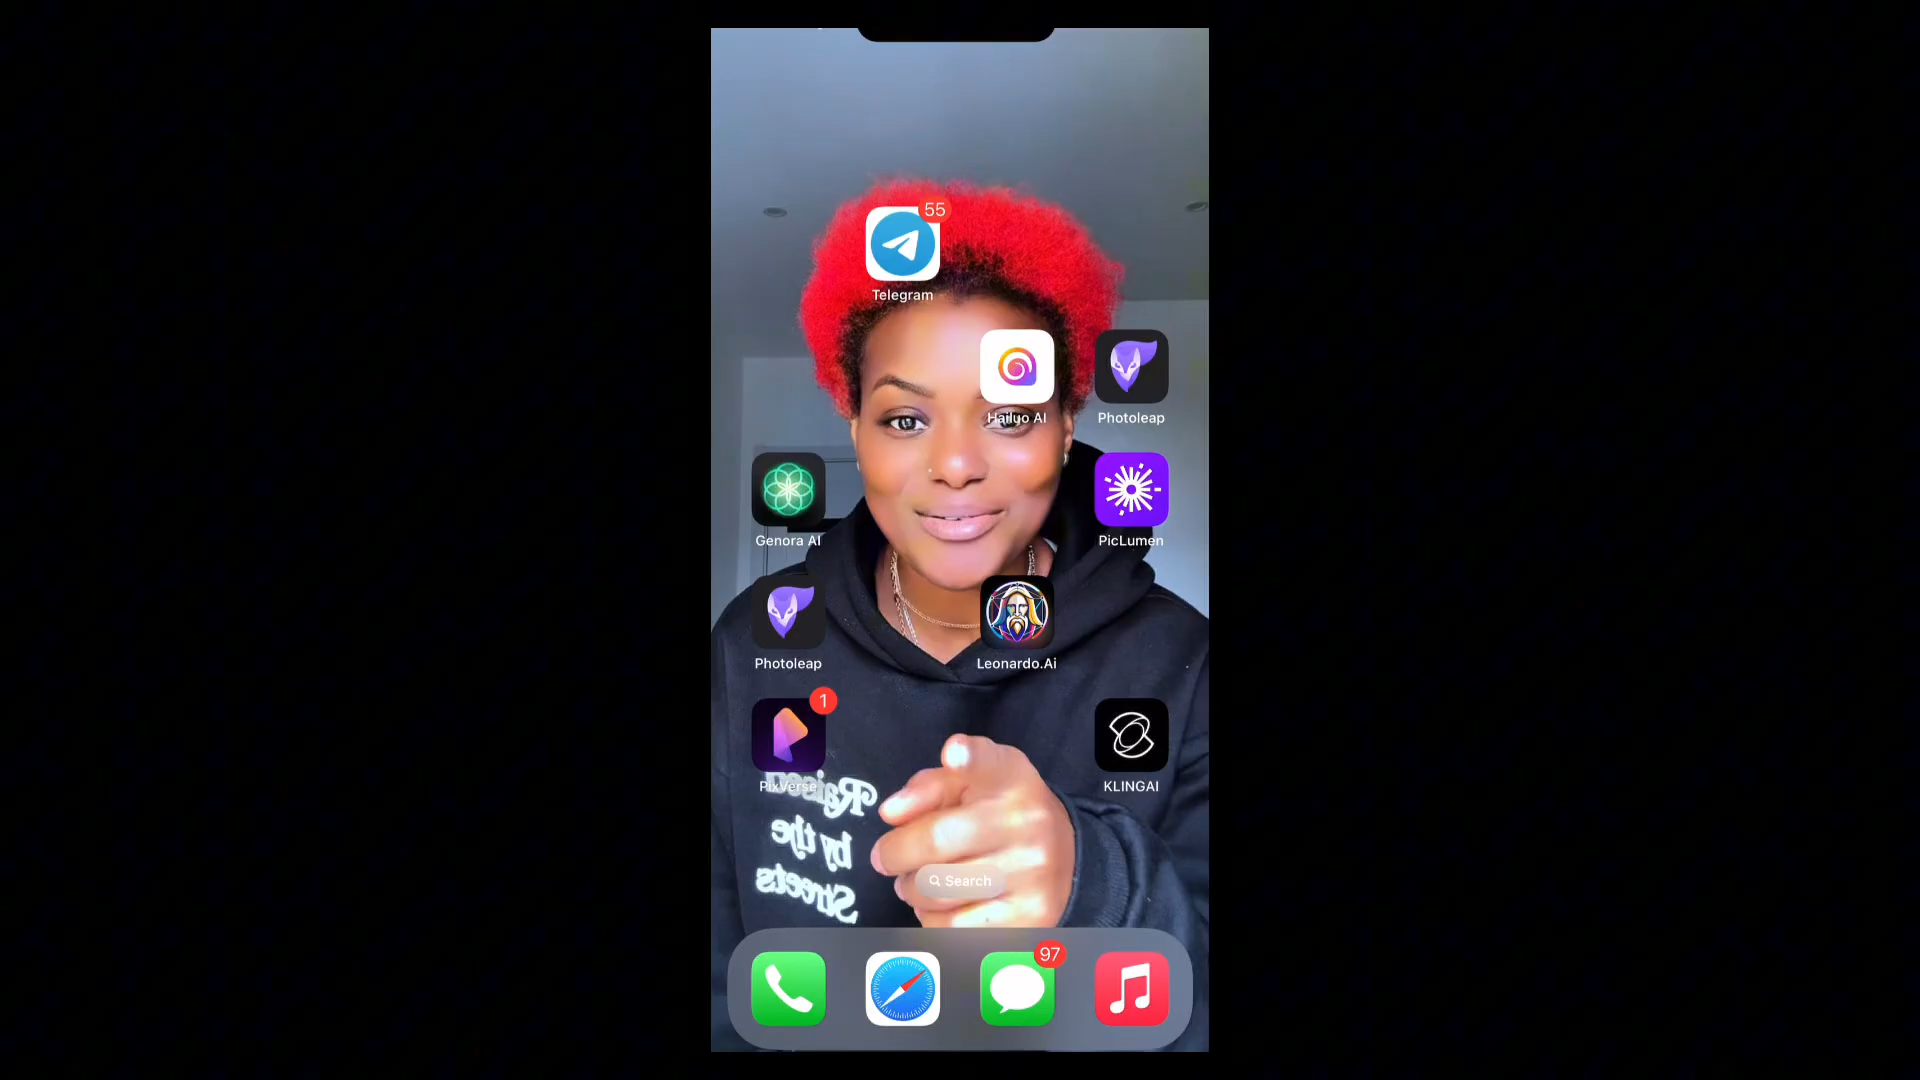 55
Telegram
Hailuo AI
Photoleap
Genora AI
PicLumen
Photoleap
Leonardo.Ai
1
PixVerse
KLINGAI
Raised
by the
Streets
Search
97